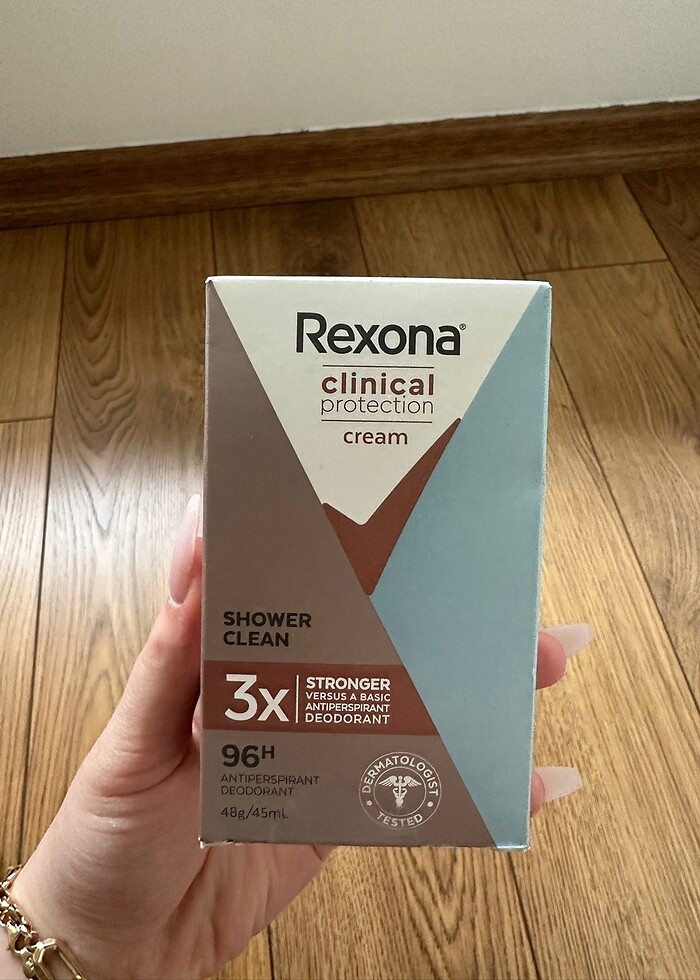 Rexona®
clinical
protection
cream
SHOWER
CLEAN
3x
STRONGER
VERSUS A BASIC
ANTIPERSPIRANT
DEODORANT
96H
ANTIPERSPIRANT
DEODORANT
48g/45mL
DERMATOLOGIST
TESTED